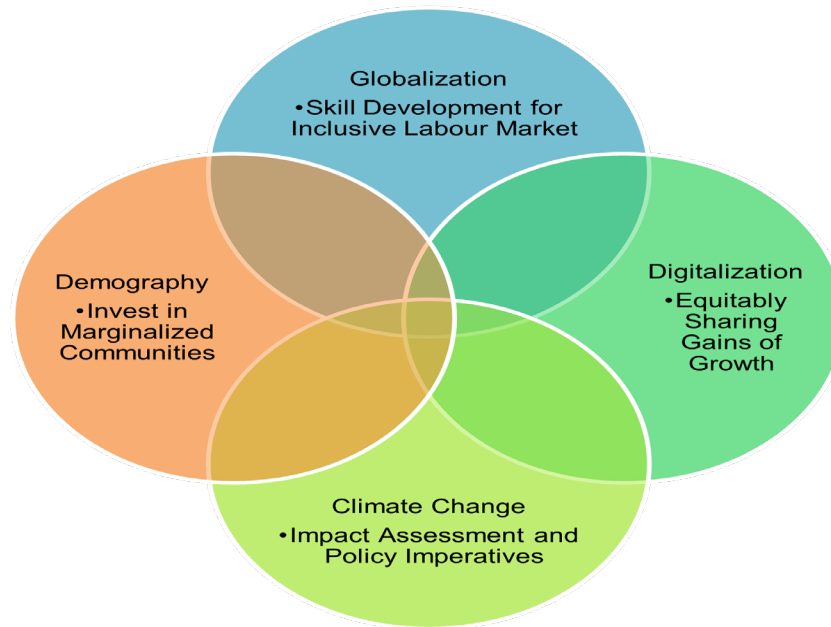 Globalization
•Skill Development for
Inclusive Labour Market
Demography
•Invest in
Marginalized
Communities
Digitalization
•Equitably
Sharing
Gains of
Growth
Climate Change
•Impact Assessment and
Policy Imperatives